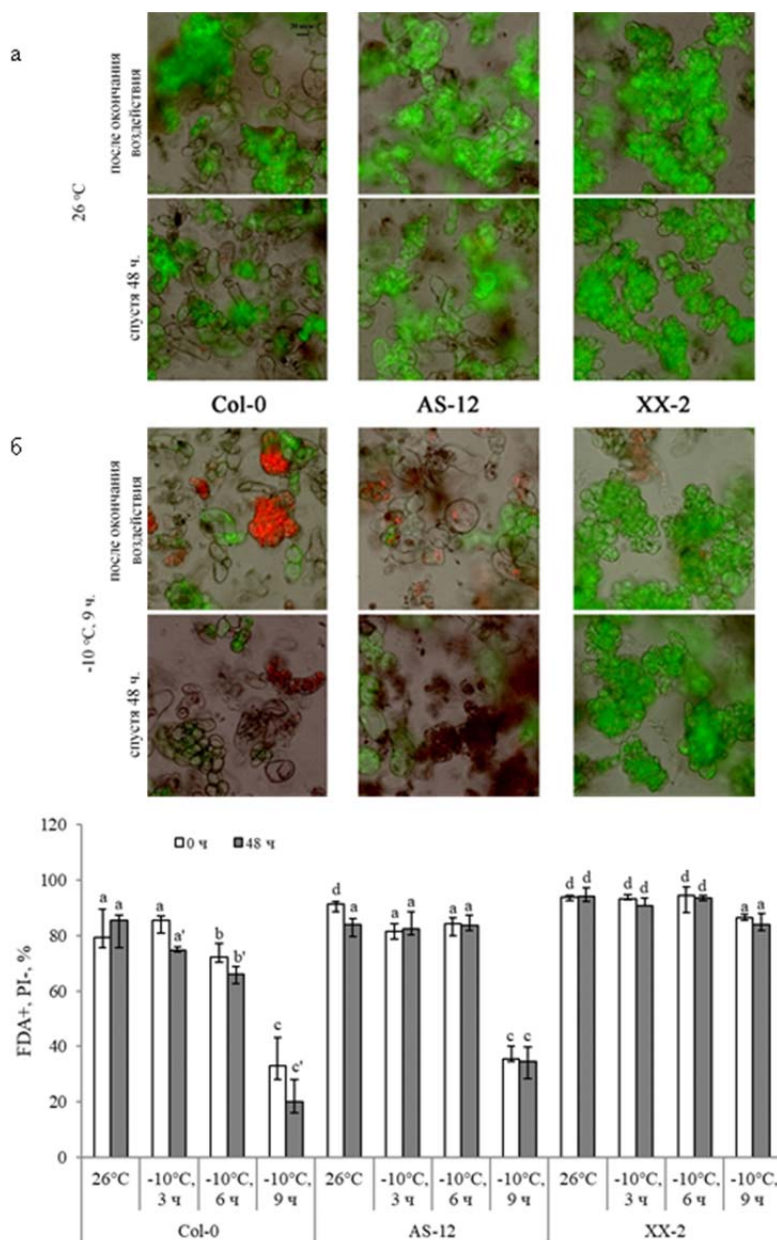 а
20 мкм
после окончания
воздействия
26 °C
спустя 48 ч.
Col-0 AS-12 XX-2
б
после окончания
воздействия
-10 °C, 9 ч.
спустя 48 ч.
FDA+, PI-, %
120
100
80
60
40
20
0
0 ч 48 ч
a a a a' b b' c c' d a a a a a c c d d d d d d a a
26°C -10°C, 3 ч -10°C, 6 ч -10°C, 9 ч 26°C -10°C, 3 ч -10°C, 6 ч -10°C, 9 ч 26°C -10°C, 3 ч -10°C, 6 ч -10°C, 9 ч
Col-0 AS-12 XX-2